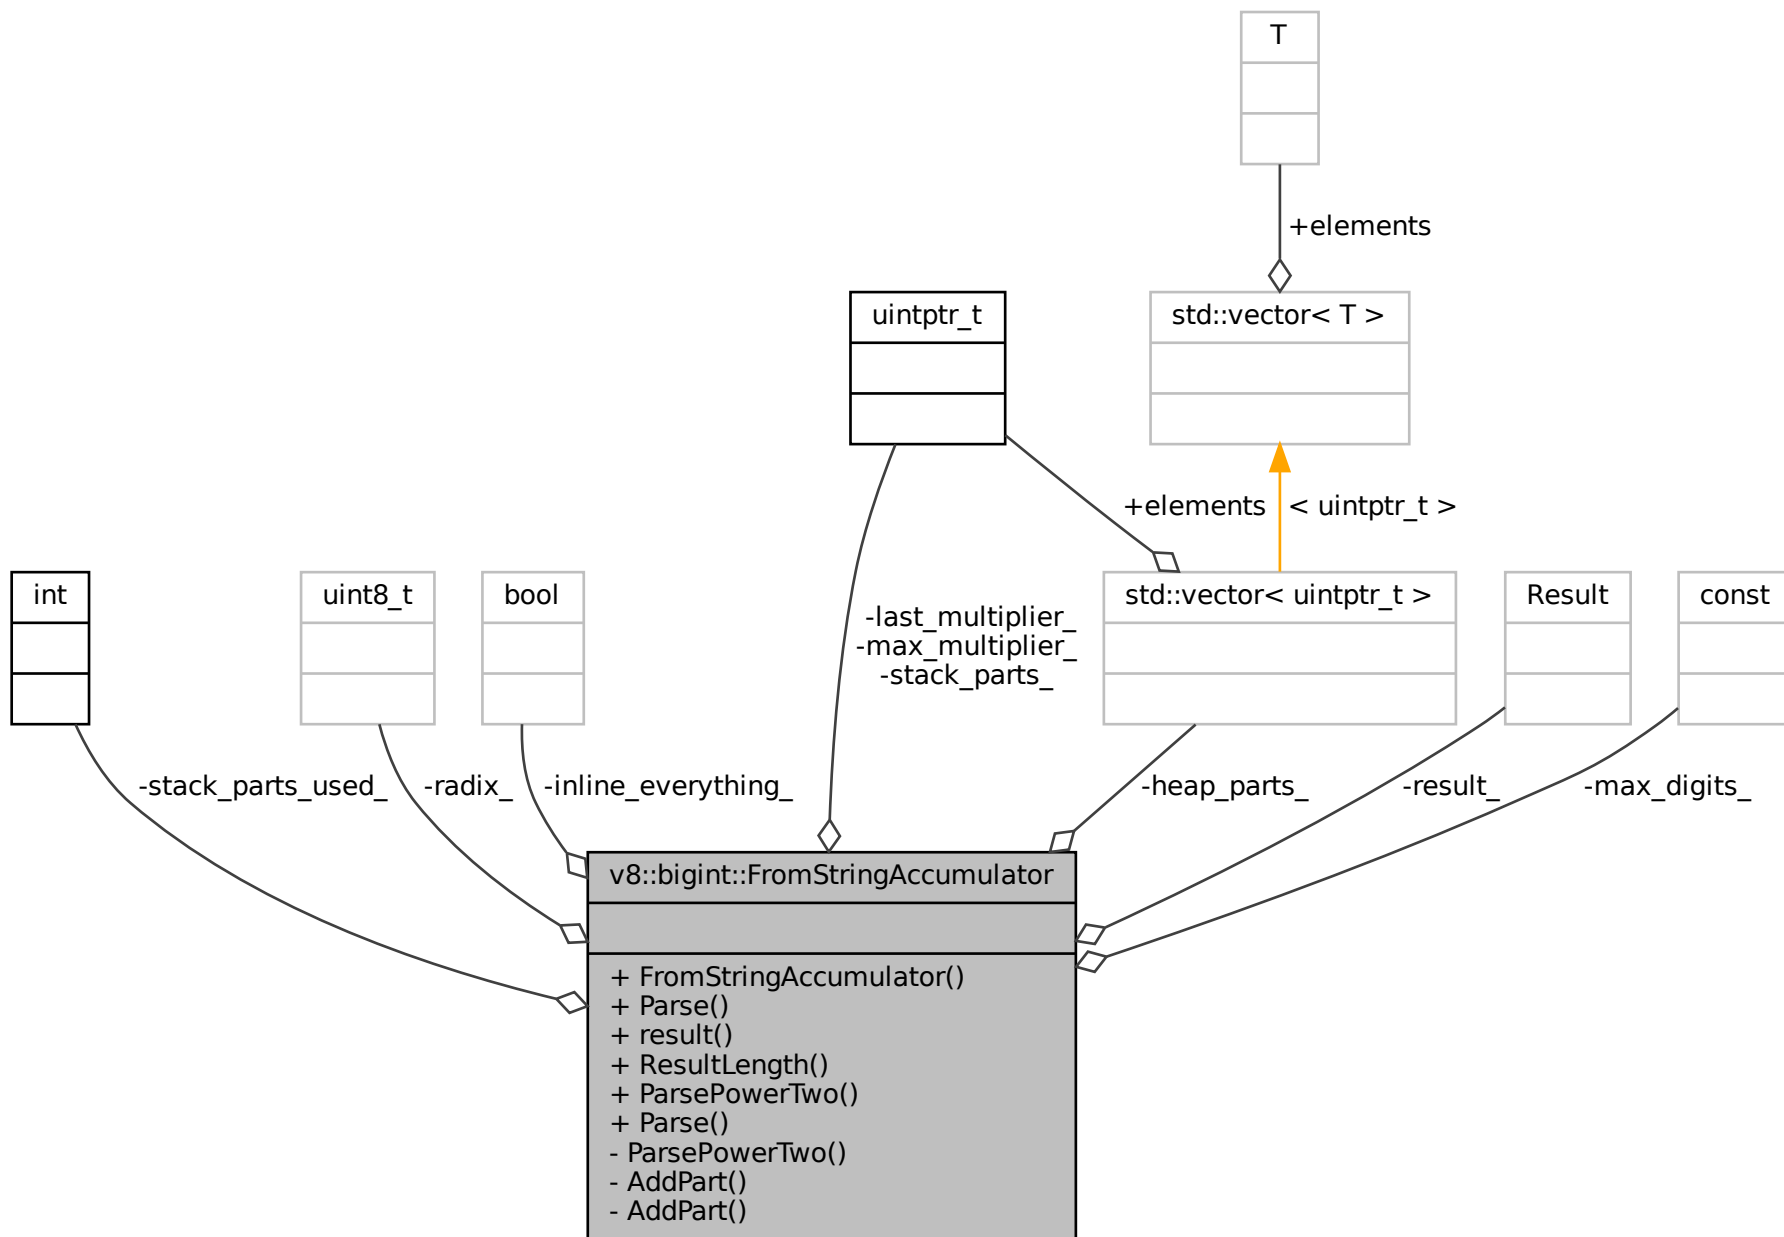 T
+elements
uintptr_t
std::vector< T >
+elements
< uintptr_t >
int
uint8_t
bool
std::vector< uintptr_t >
Result
const
-last_multiplier_
-max_multiplier_
-stack_parts_
-stack_parts_used_
-radix_
-inline_everything_
-heap_parts_
-result_
-max_digits_
v8::bigint::FromStringAccumulator
+ FromStringAccumulator()
+ Parse()
+ result()
+ ResultLength()
+ ParsePowerTwo()
+ Parse()
- ParsePowerTwo()
- AddPart()
- AddPart()